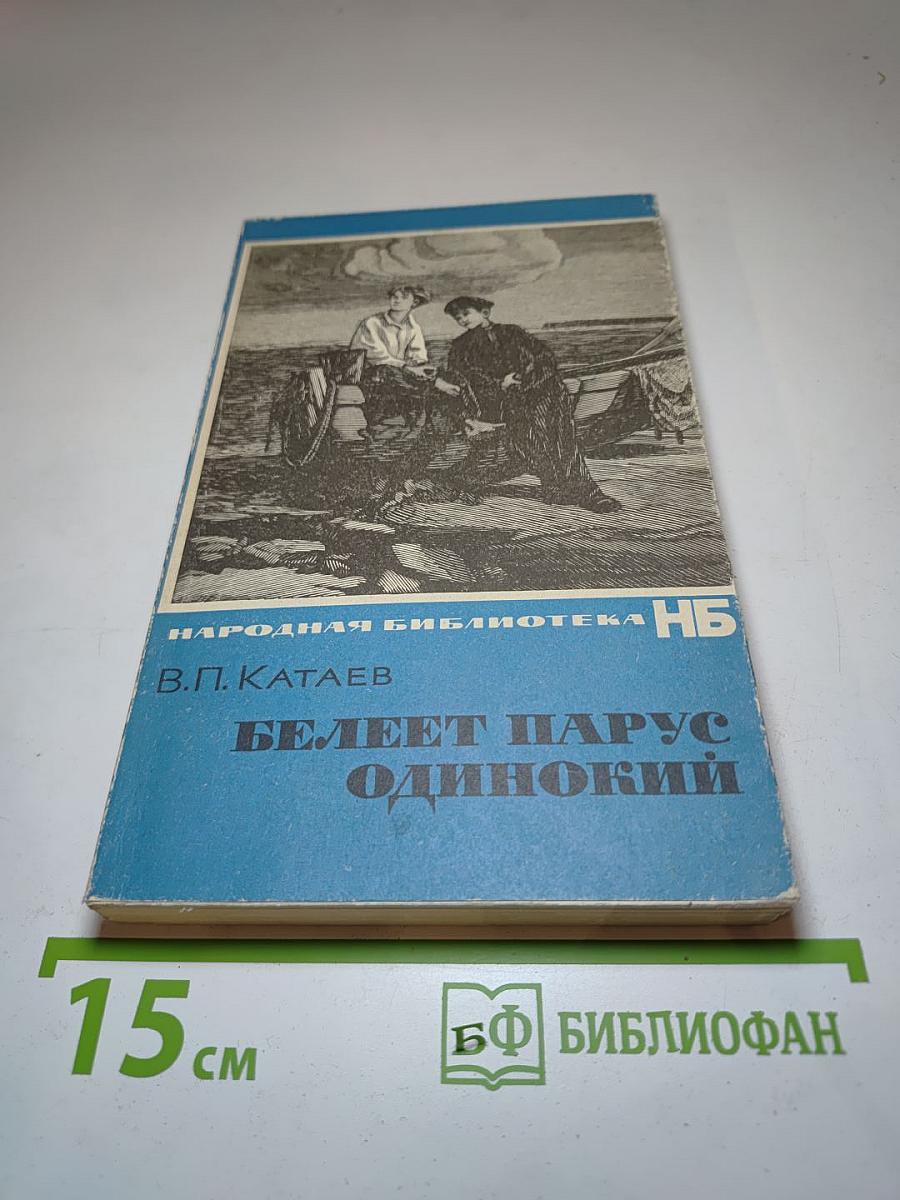 НАРОДНАЯ БИБЛИОТЕКА НБ
В.П. КАТАЕВ
БЕЛЕЕТ ПАРУС
ОДИНОКИЙ
15 см
БФ БИБЛИОФАН